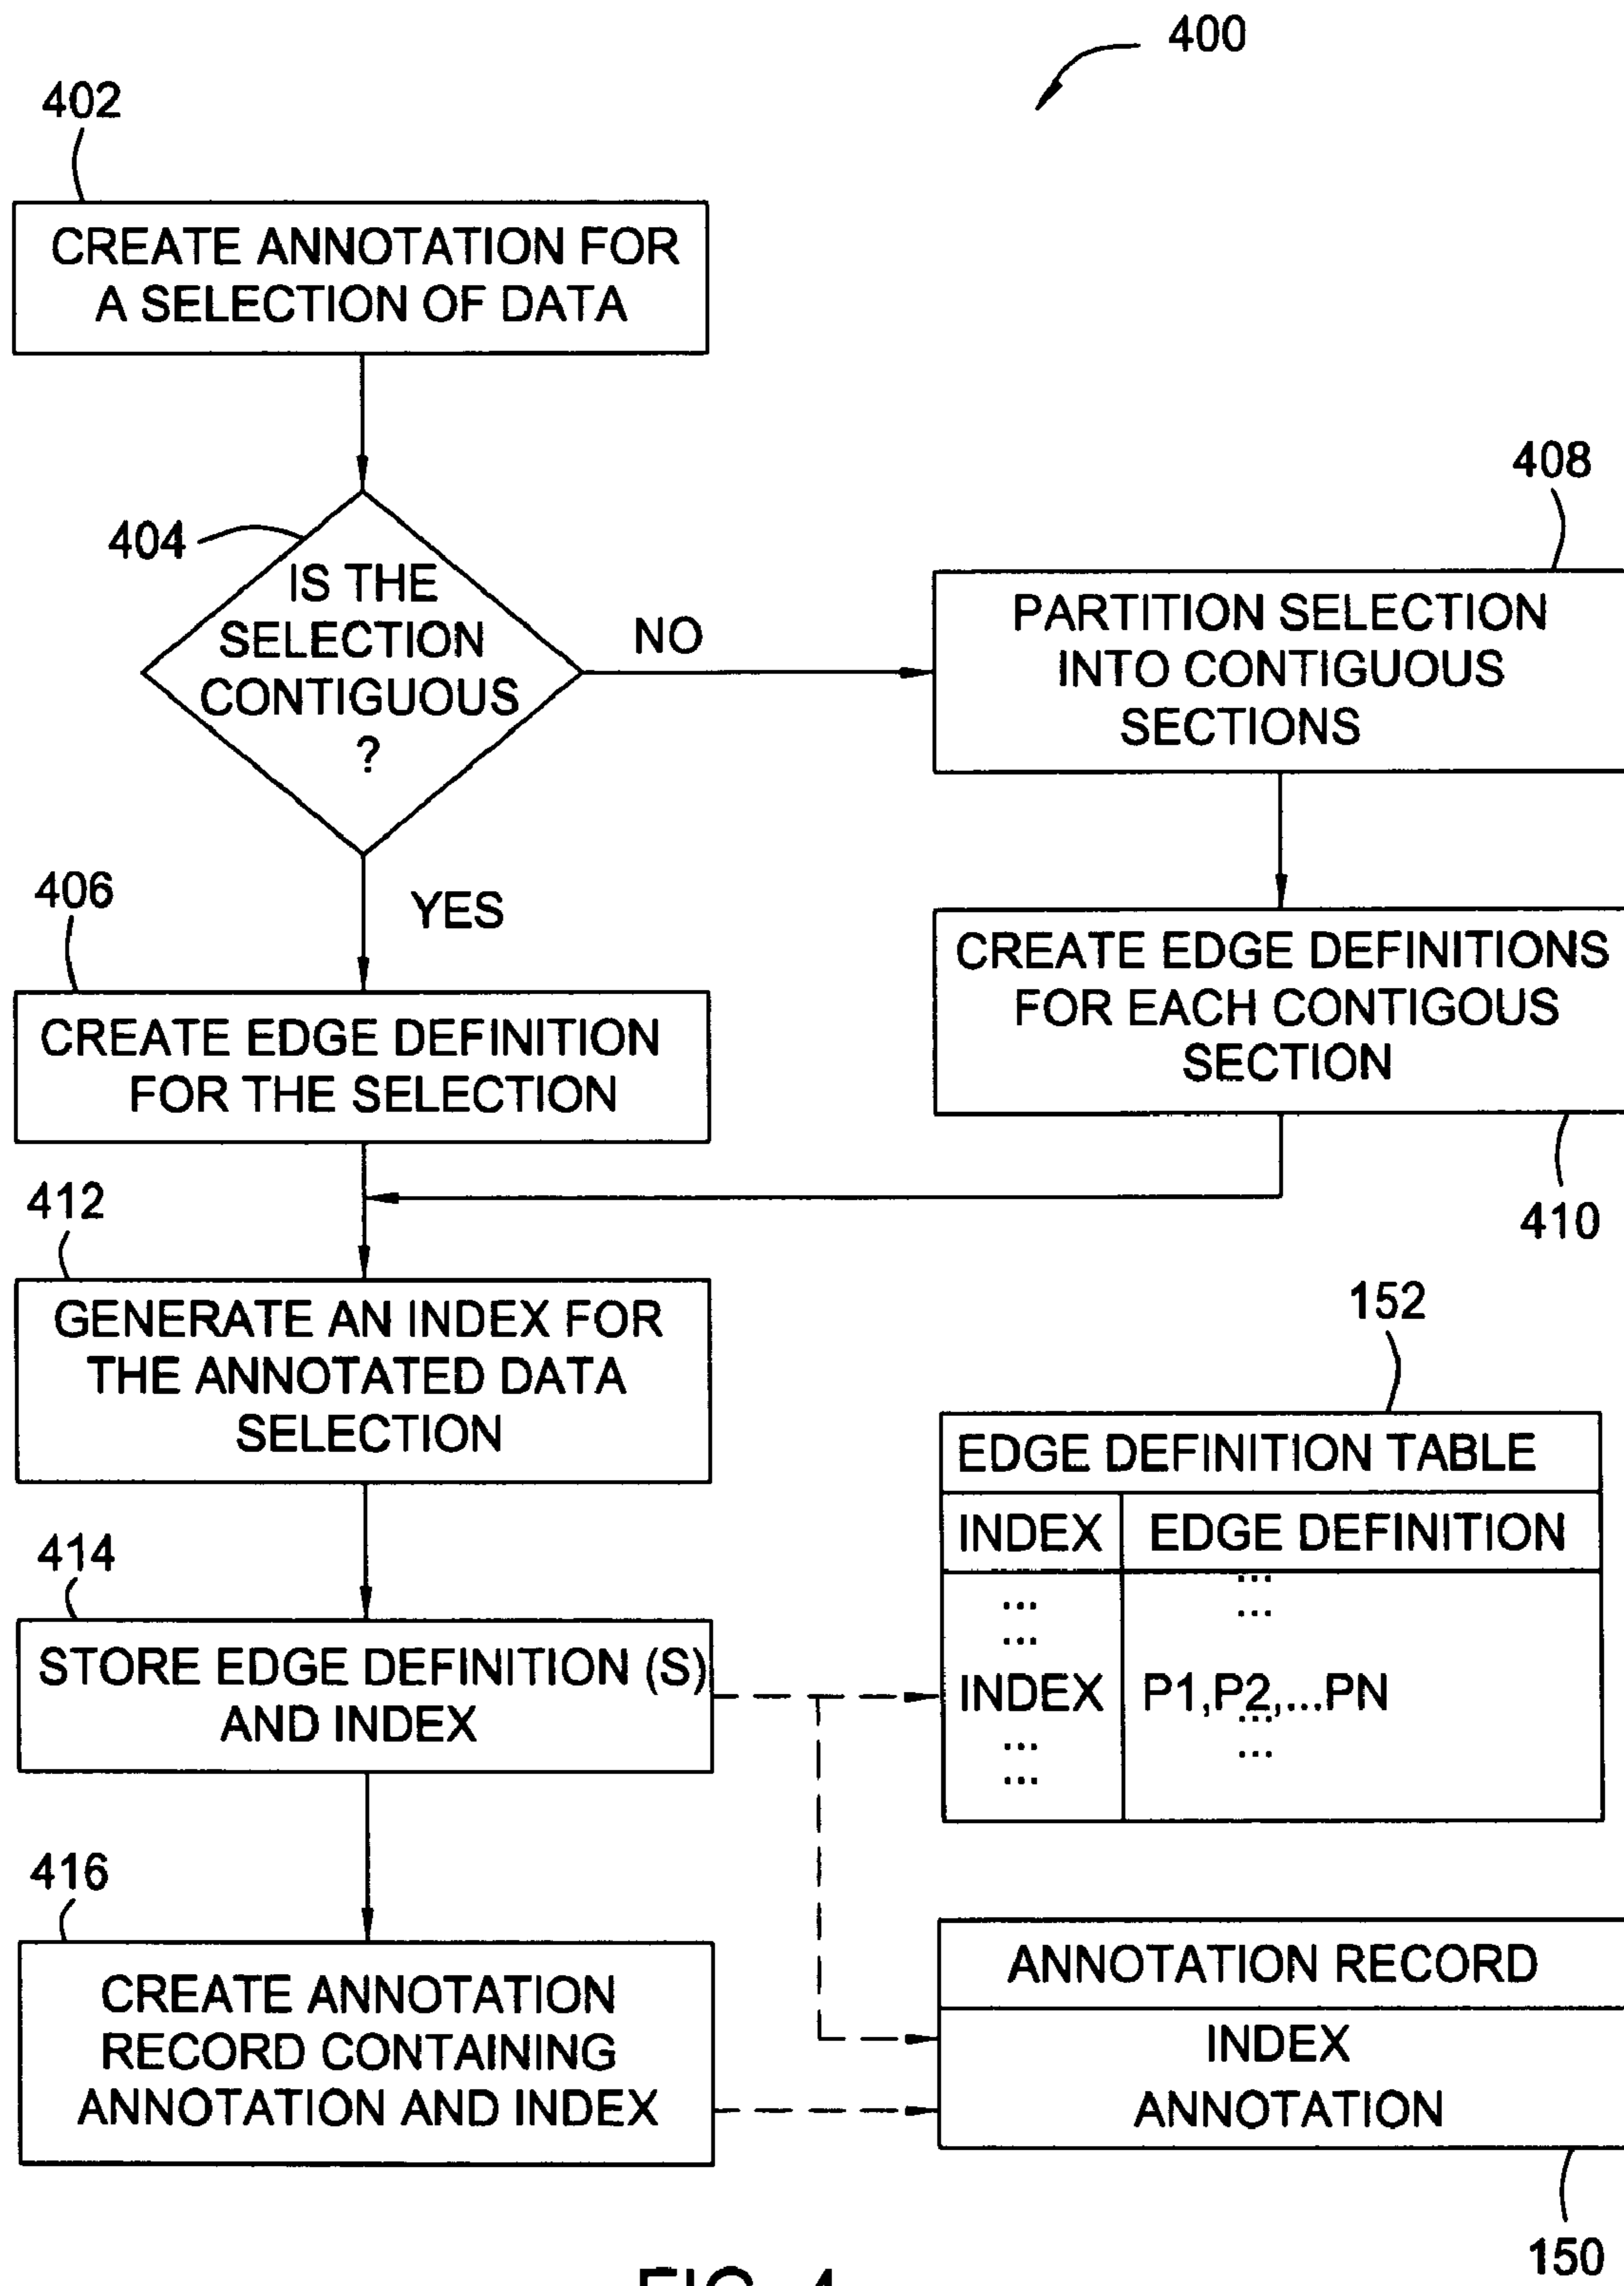 400
402
CREATE ANNOTATION FOR
A SELECTION OF DATA
404
IS THE
SELECTION
CONTIGUOUS
?
NO
YES
408
PARTITION SELECTION
INTO CONTIGUOUS
SECTIONS
406
CREATE EDGE DEFINITION
FOR THE SELECTION
CREATE EDGE DEFINITIONS
FOR EACH CONTIGOUS
SECTION
410
412
GENERATE AN INDEX FOR
THE ANNOTATED DATA
SELECTION
152
EDGE DEFINITION TABLE
INDEX EDGE DEFINITION
... ...
... ...
INDEX P1,P2,...PN
... ...
... ...
414
STORE EDGE DEFINITION (S)
AND INDEX
416
CREATE ANNOTATION
RECORD CONTAINING
ANNOTATION AND INDEX
ANNOTATION RECORD
INDEX
ANNOTATION
150
FIG. 4